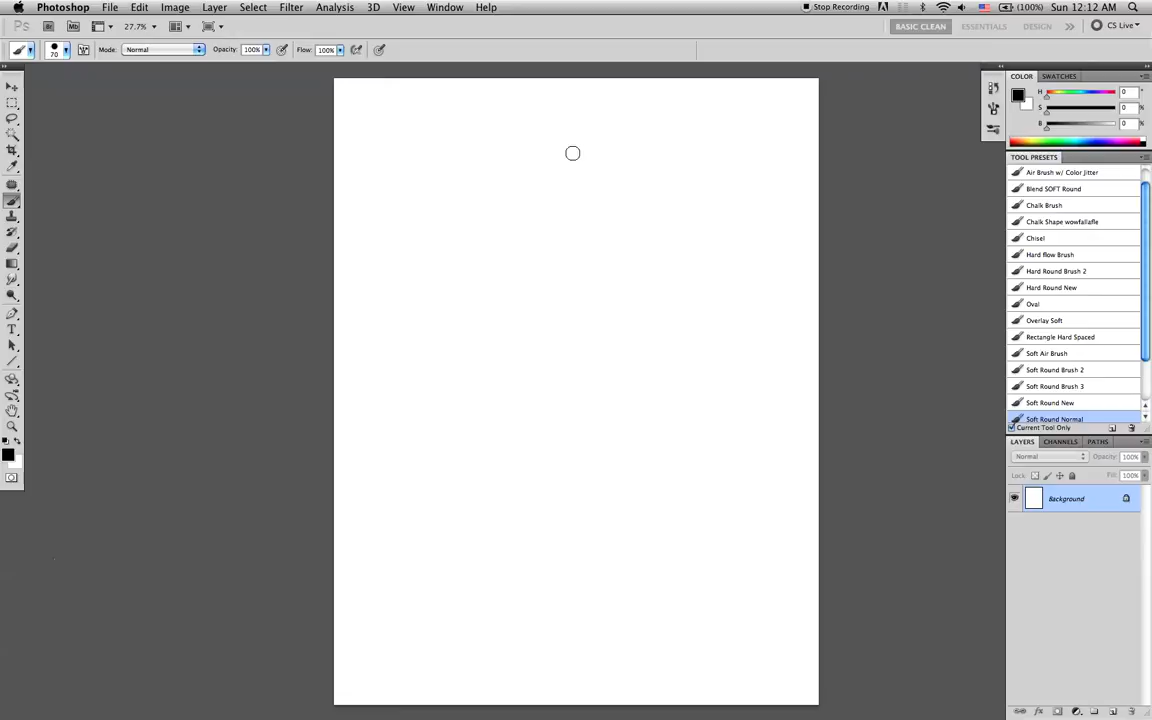 Photoshop File Edit Image Layer Select Filter Analysis 3D View Window Help Stop Recording (100%) Sun 12:12 AM
Ps Br Mb 27.7% BASIC CLEAN ESSENTIALS DESIGN >> CS Live
70 Mode: Normal Opacity: 100% Flow: 100%
COLOR SWATCHES
H 0 °
S 0 %
B 0 %
TOOL PRESETS
Air Brush w/ Color Jitter
Blend SOFT Round
Chalk Brush
Chalk Shape wowfallafle
Chisel
Hard flow Brush
Hard Round Brush 2
Hard Round New
Oval
Overlay Soft
Rectangle Hard Spaced
Soft Air Brush
Soft Round Brush 2
Soft Round Brush 3
Soft Round New
Soft Round Normal
Current Tool Only
LAYERS CHANNELS PATHS
Normal Opacity: 100%
Lock: Fill: 100%
Background
T
fx